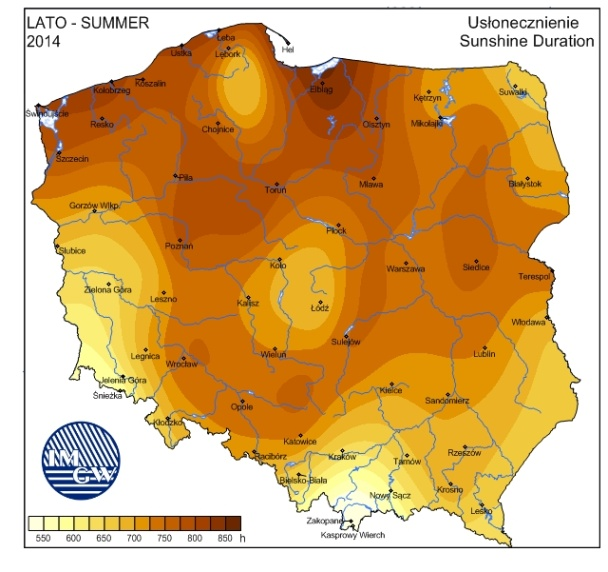 LATO - SUMMER
2014
Usłonecznienie
Sunshine Duration
Łeba
Hel
Ustka
Lębork
Koszalin
Kołobrzeg
Elbląg
Kętrzyn
Suwałki
Świnoujście
Resko
Chojnice
Olsztyn
Mikołajki
Szczecin
Piła
Toruń
Mława
Białystok
Gorzów Wlkp.
Płock
Słubice
Poznań
Koło
Warszawa
Siedlce
Terespol
Zielona Góra
Leszno
Kalisz
Łódź
Włodawa
Sulejów
Legnica
Wrocław
Wieluń
Lublin
Jelenia Góra
Śnieżka
Opole
Kielce
Sandomierz
Kłodzko
Katowice
Racibórz
Kraków
Tarnów
Rzeszów
Bielsko-Biała
Nowy Sącz
Krosno
Lesko
Zakopane
Kasprowy Wierch
IM
GW
550 600 650 700 750 800 850 h